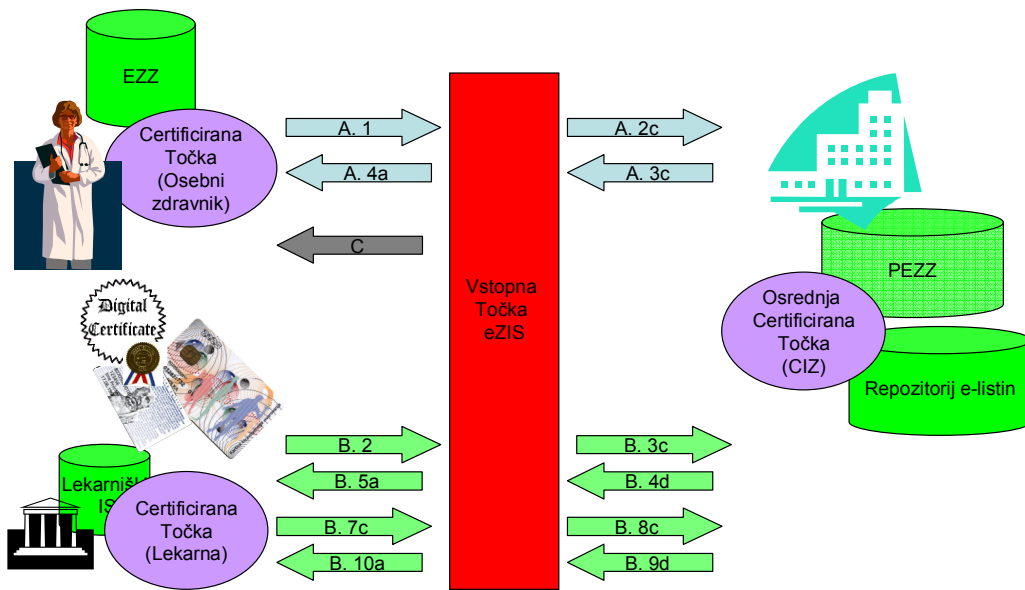 EZZ
Certificirana
Točka
(Osebni
zdravnik)
A. 1
A. 4a
C
A. 2c
A. 3c
Vstopna
Točka
eZIS
PEZZ
Osrednja
Certificirana
Točka
(CIZ)
Repozitorij e-listin
Digital
Certificate
B. 2
B. 5a
B. 7c
B. 10a
B. 3c
B. 4d
B. 8c
B. 9d
IS
Certificirana
Točka
(Lekarna)